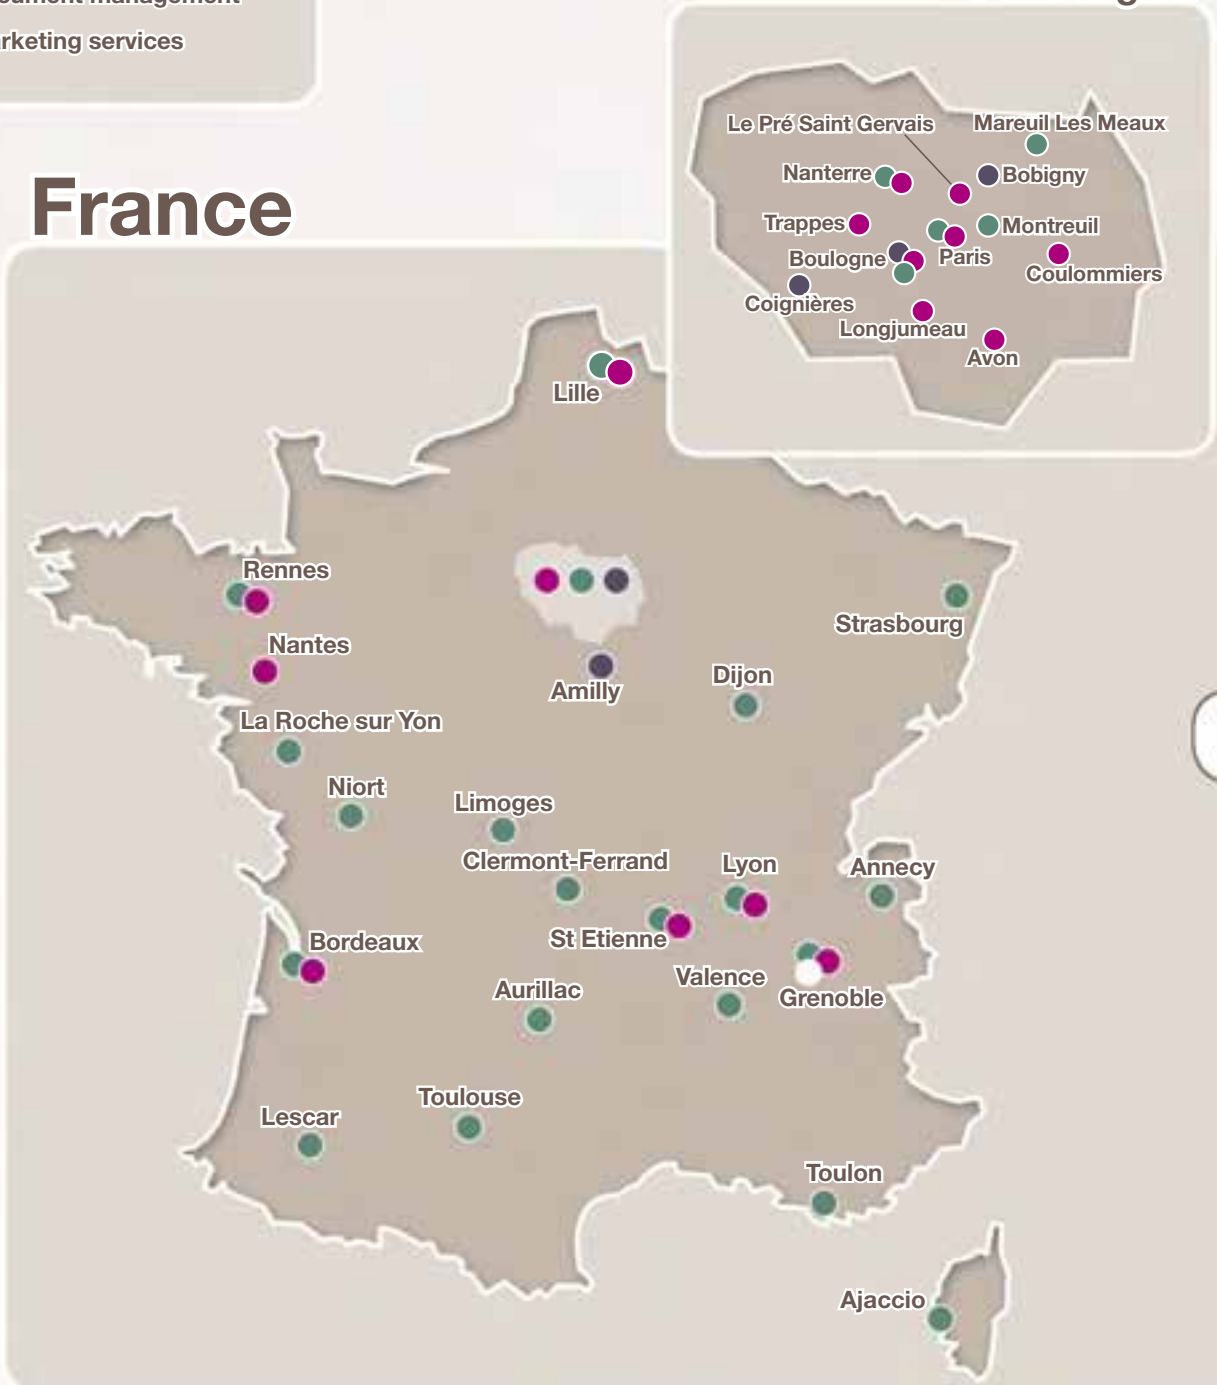 rketing services
France
Le Pré Saint Gervais
Mareuil Les Meaux
Nanterre
Bobigny
Trappes
Montreuil
Boulogne
Paris
Coulommiers
Coignières
Longjumeau
Avon
Lille
Rennes
Strasbourg
Nantes
Amilly
Dijon
La Roche sur Yon
Niort
Limoges
Clermont-Ferrand
Lyon
Annecy
St Etienne
Bordeaux
Valence
Aurillac
Grenoble
Toulouse
Lescar
Toulon
Ajaccio